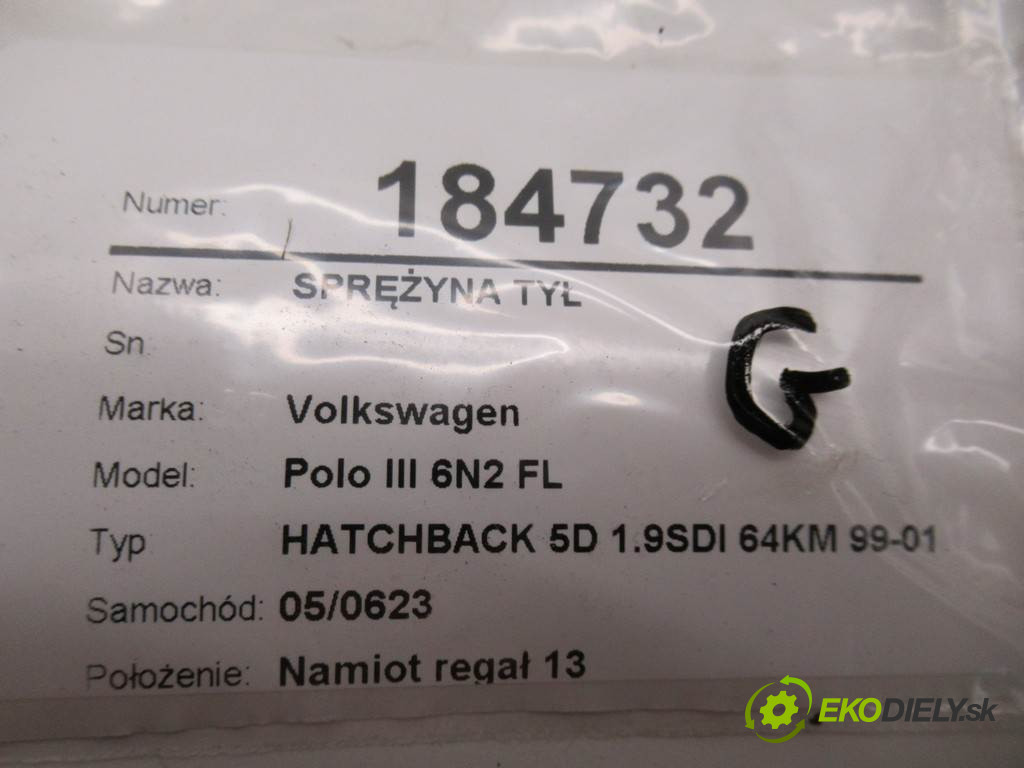 Numer: 184732
Nazwa: SPRĘŻYNA TYŁ
Sn
G
Marka: Volkswagen
Model: Polo III 6N2 FL
Typ HATCHBACK 5D 1.9SDI 64KM 99-01
Samochód: 05/0623
Położenie: Namiot regał 13
EKODIELY.sk